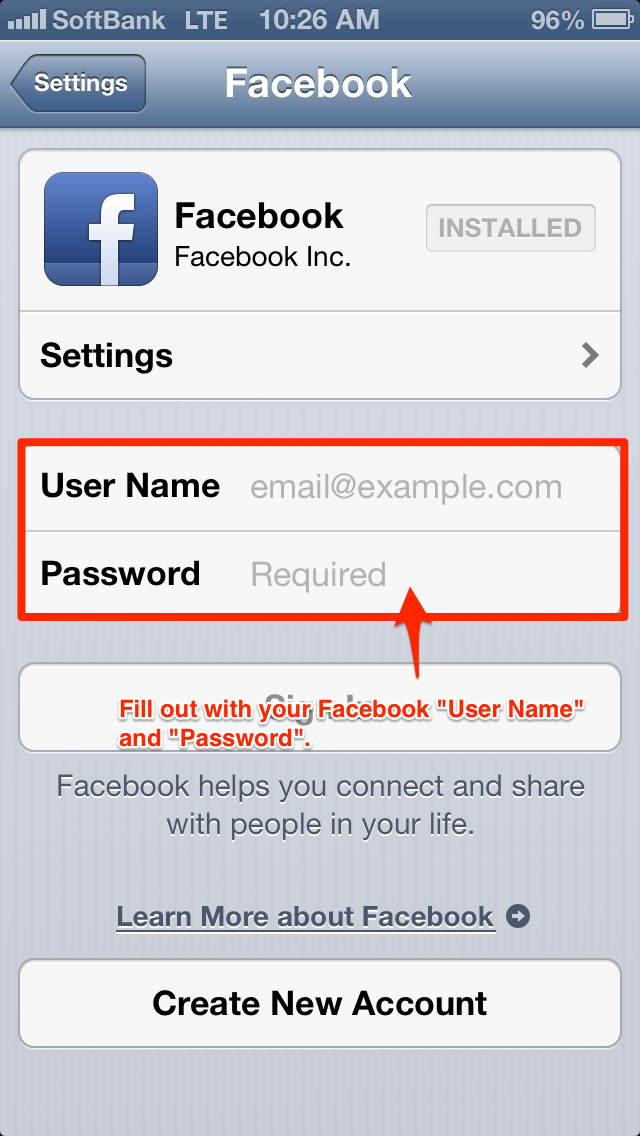 SoftBank LTE 10:26 AM 96%
Settings Facebook
Facebook
INSTALLED
Facebook Inc.
Settings
User Name email@example.com
Password Required
Fill out with your Facebook "User Name"
and "Password".
Facebook helps you connect and share
with people in your life.
Learn More about Facebook
Create New Account